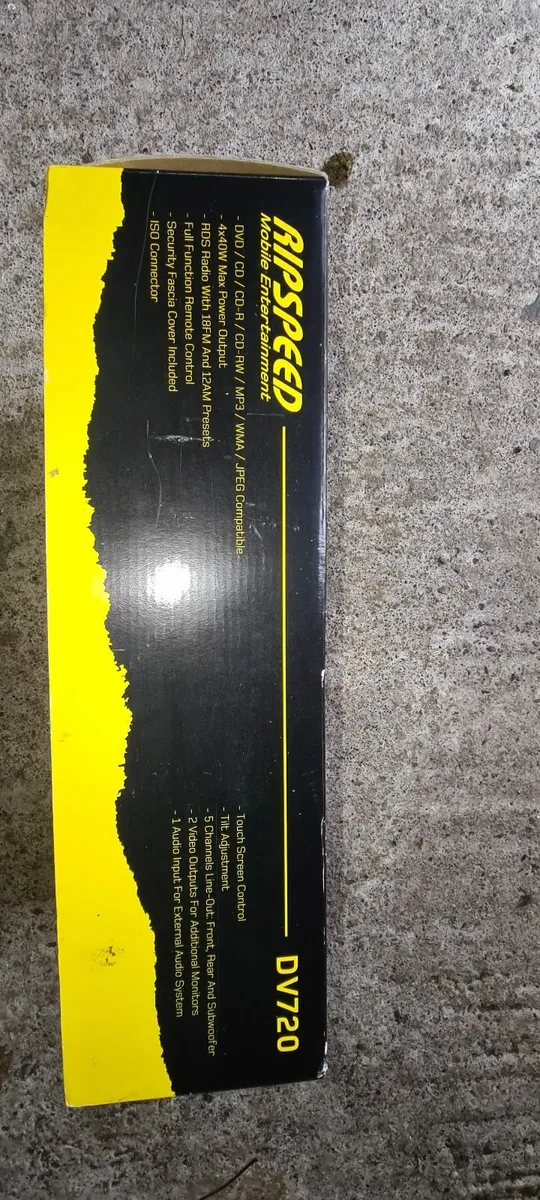 RIPSPEED
Mobile Entertainment
DV720
- DVD / CD / CD-R / CD-RW / MP3 / WMA / JPEG Compatible
- 4x40W Max Power Output
- RDS Radio With 18FM And 12AM Presets
- Full Function Remote Control
- Security Fascia Cover Included
- ISO Connector
- Touch Screen Control
- Tilt Adjustment
- 5 Channels Line-Out: Front, Rear And Subwoofer
- 2 Video Outputs For Additional Monitors
- 1 Audio Input For External Audio System